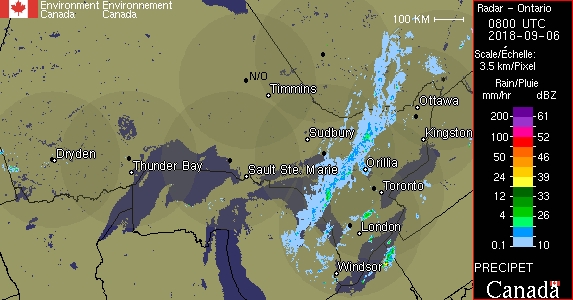 Environment Environnement
Canada Canada
100 KM
N/O
Timmins
Ottawa
Sudbury
Kingston
Dryden
Thunder Bay
Sault Ste. Marie
Orillia
Toronto
London
Windsor
Radar - Ontario
0800 UTC
2018-09-06
Scale/Échelle:
3.5 km/Pixel
Rain/Pluie
mm/hr dBZ
200 61
100 52
50 46
24 39
12 33
4 26
0.1 10
PRECIPET
Canada